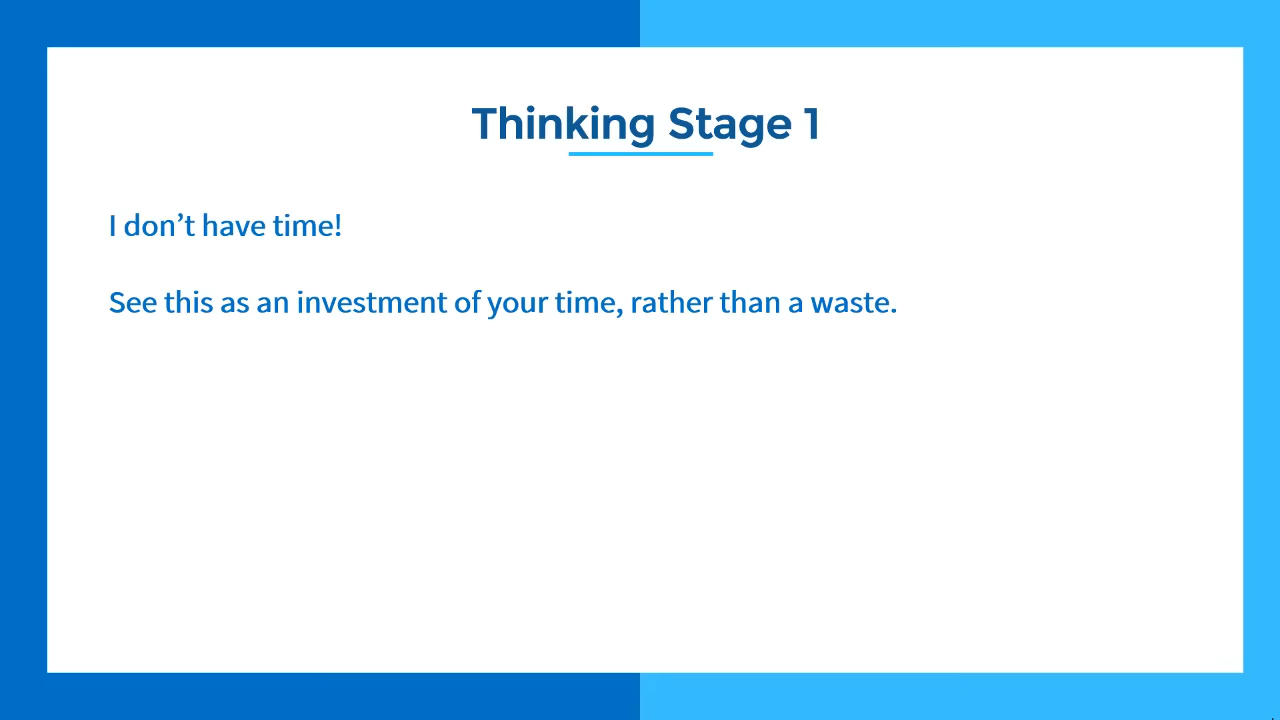 Thinking Stage 1
I don’t have time!
See this as an investment of your time, rather than a waste.